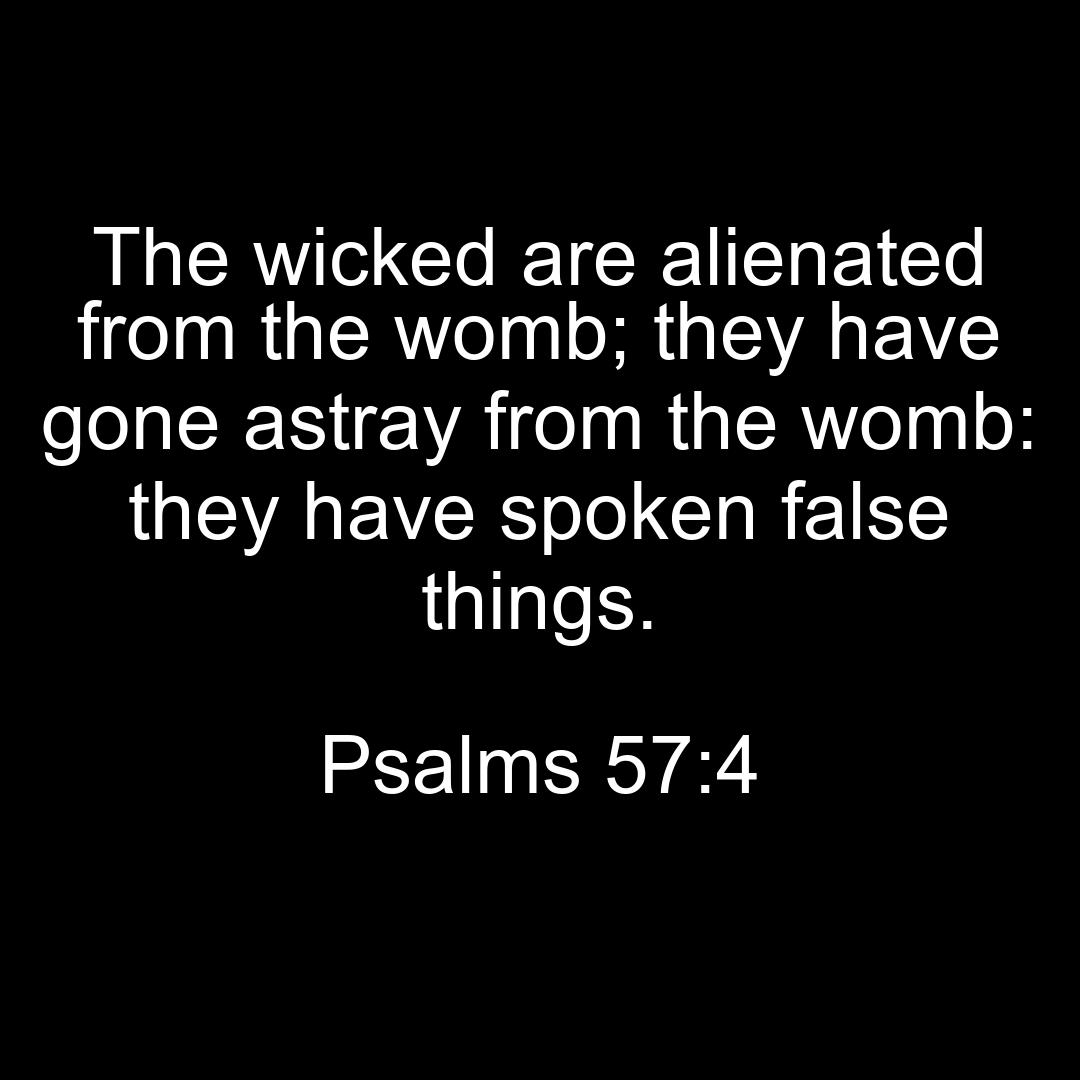 The wicked are alienated
from the womb; they have
gone astray from the womb:
they have spoken false
things.
Psalms 57:4